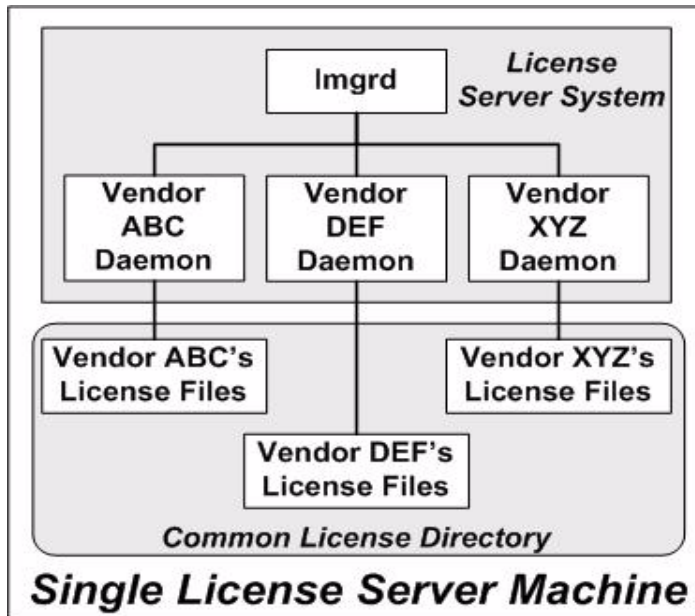 lmgrd
License
Server System
Vendor
ABC
Daemon
Vendor
DEF
Daemon
Vendor
XYZ
Daemon
Vendor ABC's
License Files
Vendor XYZ's
License Files
Vendor DEF's
License Files
Common License Directory
Single License Server Machine